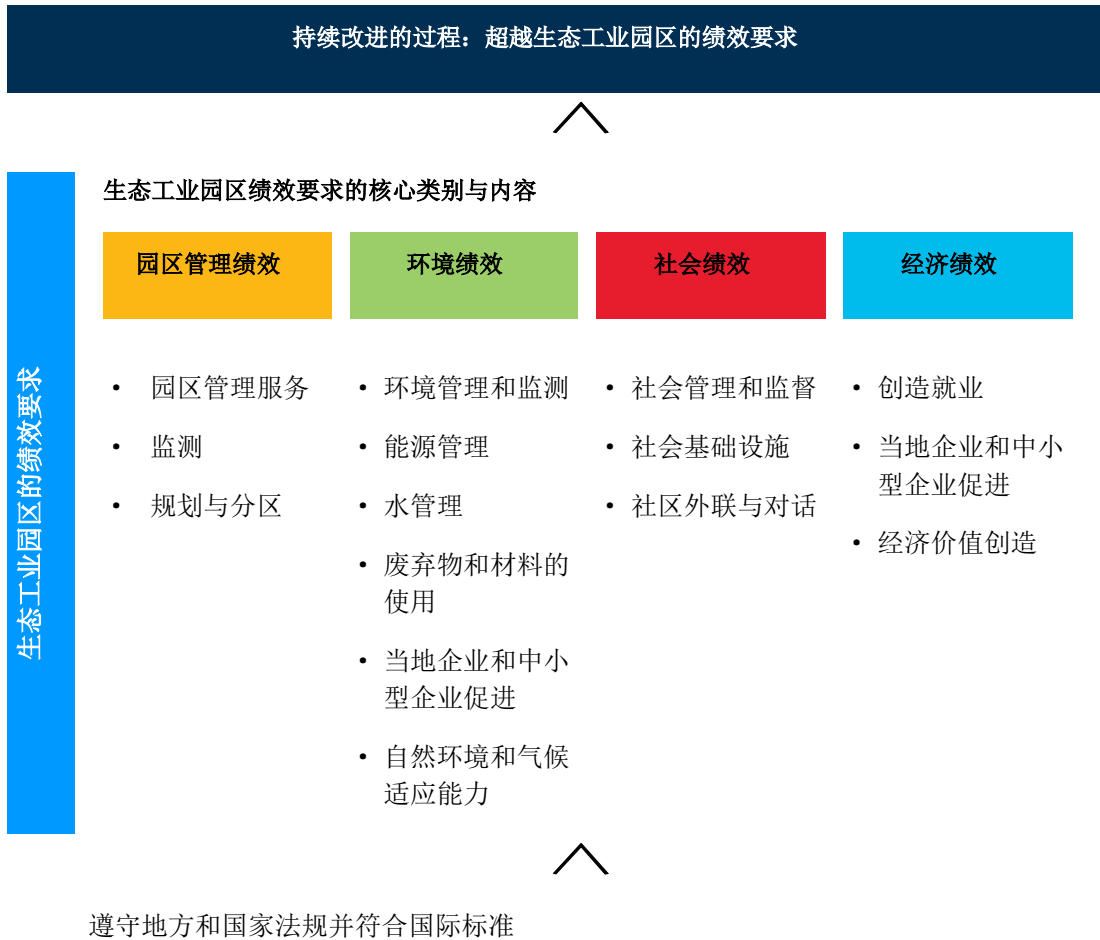 持续改进的过程：超越生态工业园区的绩效要求
生态工业园区的绩效要求
生态工业园区绩效要求的核心类别与内容
园区管理绩效
• 园区管理服务
• 监测
• 规划与分区
环境绩效
• 环境管理和监测
• 能源管理
• 水管理
• 废弃物和材料的
使用
• 当地企业和中小
型企业促进
• 自然环境和气候
适应能力
社会绩效
• 社会管理和监督
• 社会基础设施
• 社区外联与对话
经济绩效
• 创造就业
• 当地企业和中小
型企业促进
• 经济价值创造
遵守地方和国家法规并符合国际标准